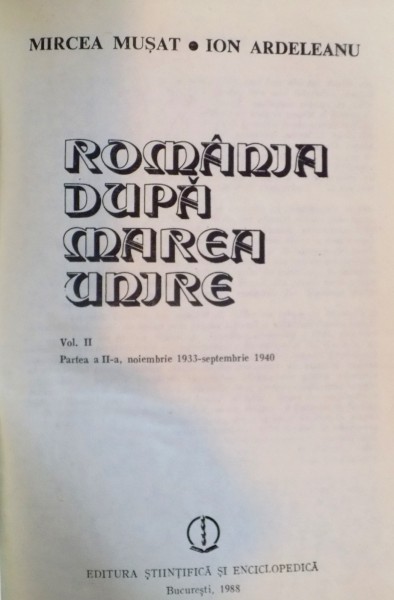 MIRCEA MUȘAT • ION ARDELEANU
ROMÂNIA
DUPĂ
MAREA
UNIRE
Vol. II
Partea a II-a, noiembrie 1933-septembrie 1940
EDITURA ȘTIINȚIFICĂ ȘI ENCICLOPEDICĂ
București, 1988